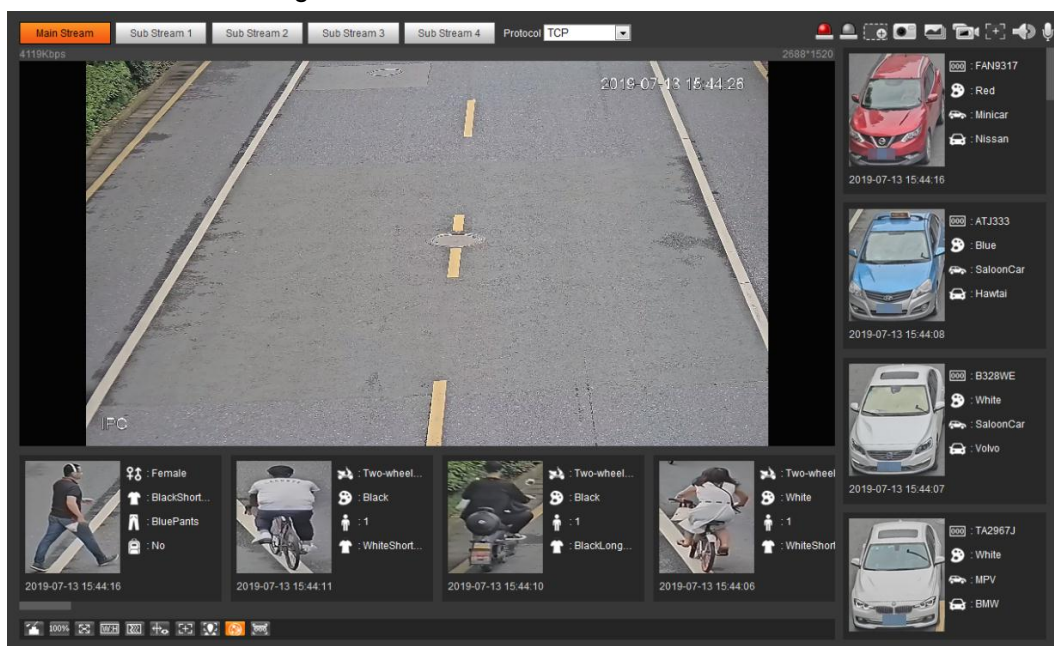 Main Stream
Sub Stream 1
Sub Stream 2
Sub Stream 3
Sub Stream 4
Protocol TCP
4119Kbps
2688*1520
2019-07-13 15:44:26
IPC
: FAN9317
: Red
: Minicar
: Nissan
2019-07-13 15:44:16
: ATJ333
: Blue
: SaloonCar
: Hawtai
2019-07-13 15:44:08
: B328WE
: White
: SaloonCar
: Volvo
2019-07-13 15:44:07
: TA2967J
: White
: MPV
: BMW
: Female
: BlackShort...
: BluePants
: No
2019-07-13 15:44:16
: Two-wheel...
: Black
: 1
: WhiteShort...
2019-07-13 15:44:11
: Two-wheel...
: Black
: 1
: BlackLong...
2019-07-13 15:44:10
: Two-wheel
: White
: 1
: WhiteShort
2019-07-13 15:44:06
100%
W:H